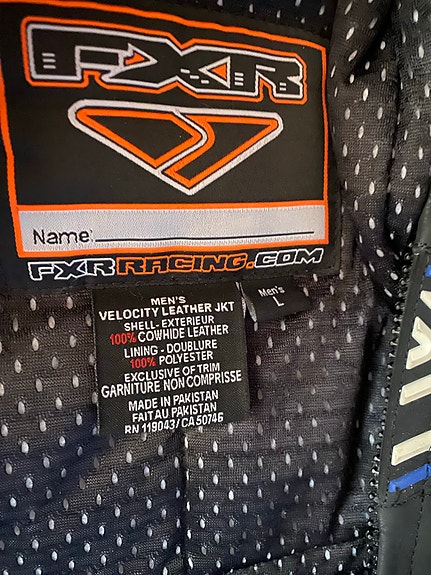 FXR
Name:
FXRRACING.COM
MEN'S
VELOCITY LEATHER JKT
SHELL-EXTERIEUR
100% COWHIDE LEATHER
LINING - DOUBLURE
100% POLYESTER
EXCLUSIVE OF TRIM
GARNITURE NON COMPRISSE
MADE IN PAKISTAN
FAIT AU PAKISTAN
RN 119043/ CA 50746
Men's
L